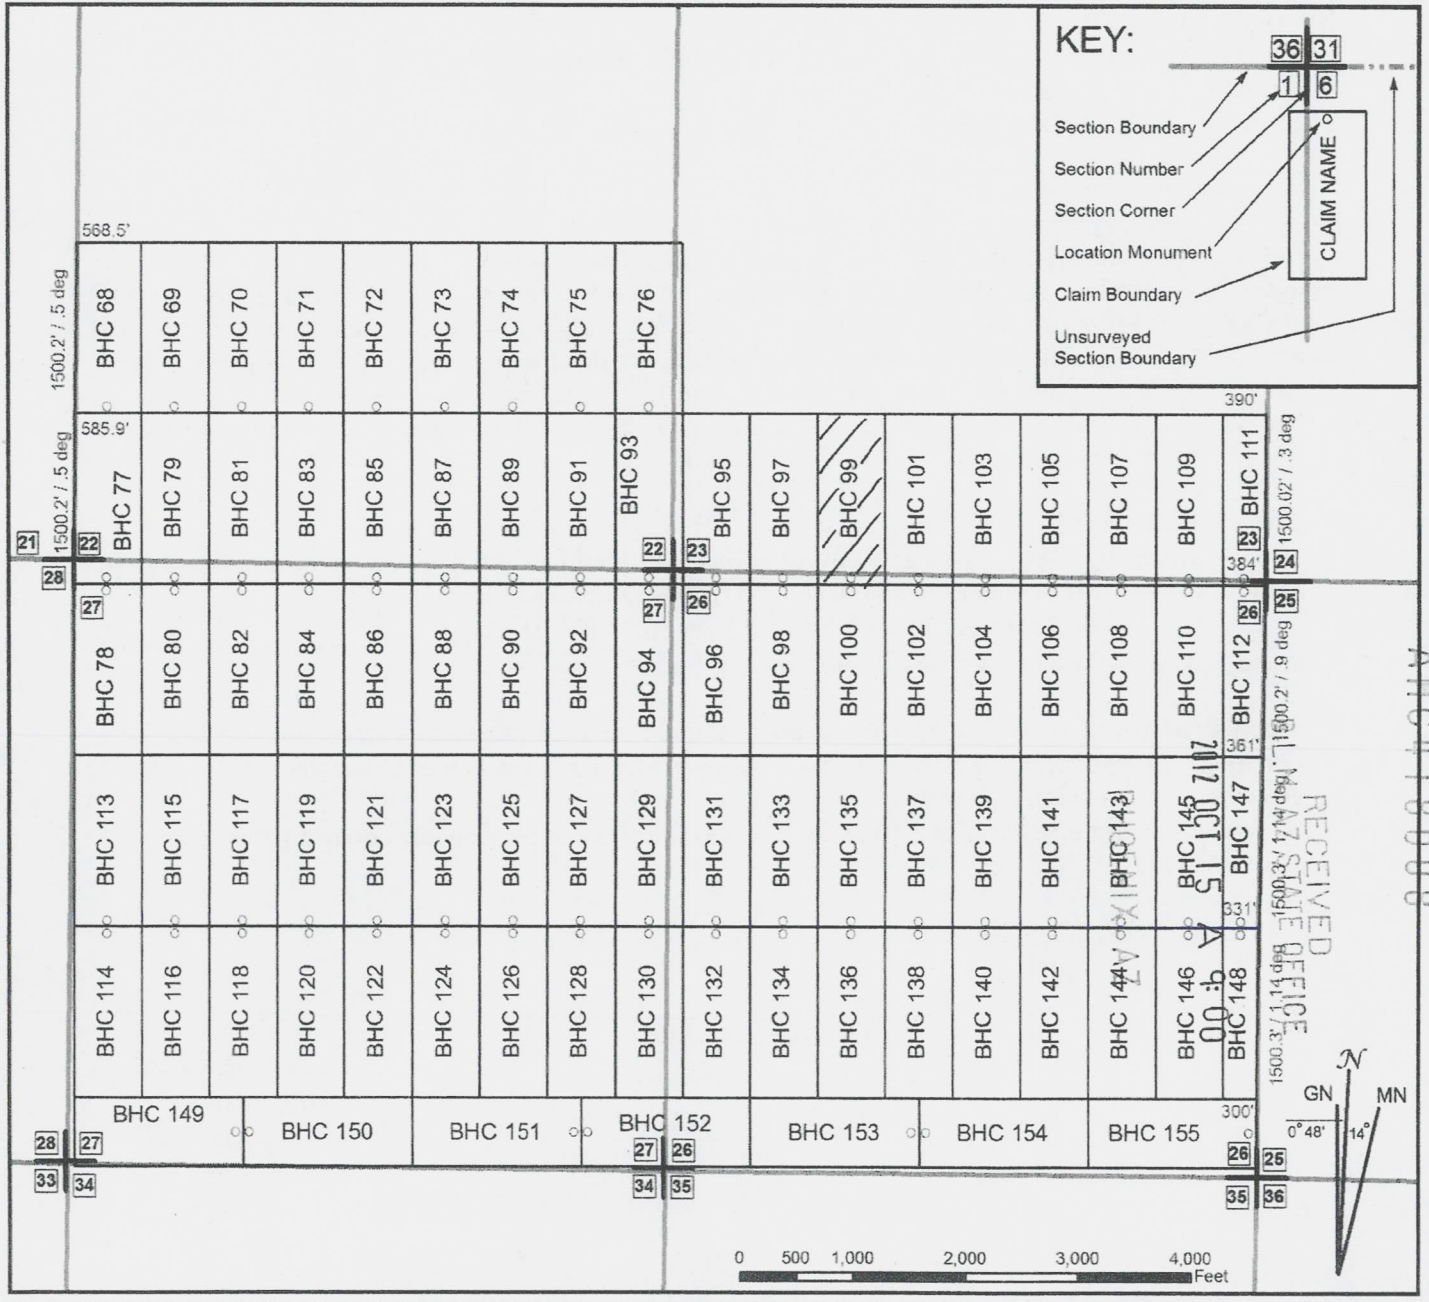 KEY:
36 31
1 6
Section Boundary
Section Number
Section Corner
Location Monument
Claim Boundary
Unsurveyed
Section Boundary
CLAIM NAME
568.5'
1500.2' / .5 deg
BHC 68
BHC 69
BHC 70
BHC 71
BHC 72
BHC 73
BHC 74
BHC 75
BHC 76
390'
585.9'
1500.2' / .5 deg
BHC 77
BHC 79
BHC 81
BHC 83
BHC 85
BHC 87
BHC 89
BHC 91
BHC 93
BHC 95
BHC 97
BHC 99
BHC 101
BHC 103
BHC 105
BHC 107
BHC 109
BHC 111
1500.02' / .3 deg
21 22
22 23
23 24
384'
28 27
27 26
26 25
BHC 78
BHC 80
BHC 82
BHC 84
BHC 86
BHC 88
BHC 90
BHC 92
BHC 94
BHC 96
BHC 98
BHC 100
BHC 102
BHC 104
BHC 106
BHC 108
BHC 110
BHC 112
1500.2' / .9 deg
361'
BHC 113
BHC 115
BHC 117
BHC 119
BHC 121
BHC 123
BHC 125
BHC 127
BHC 129
BHC 131
BHC 133
BHC 135
BHC 137
BHC 139
BHC 141
BHC 143
BHC 145
BHC 147
1500.3' / 1.14 deg
331'
BHC 114
BHC 116
BHC 118
BHC 120
BHC 122
BHC 124
BHC 126
BHC 128
BHC 130
BHC 132
BHC 134
BHC 136
BHC 138
BHC 140
BHC 142
BHC 144
BHC 146
BHC 148
1500.3' / 1.14 deg
RECEIVED
AZ STATE OFFICE
2012 OCT 15 A 9:00
PHOENIX, AZ
300'
BHC 149
BHC 150
BHC 151
BHC 152
BHC 153
BHC 154
BHC 155
28 27
27 26
26 25
33 34
34 35
35 36
N
GN
MN
0° 48'
14°
0 500 1,000 2,000 3,000 4,000
Feet